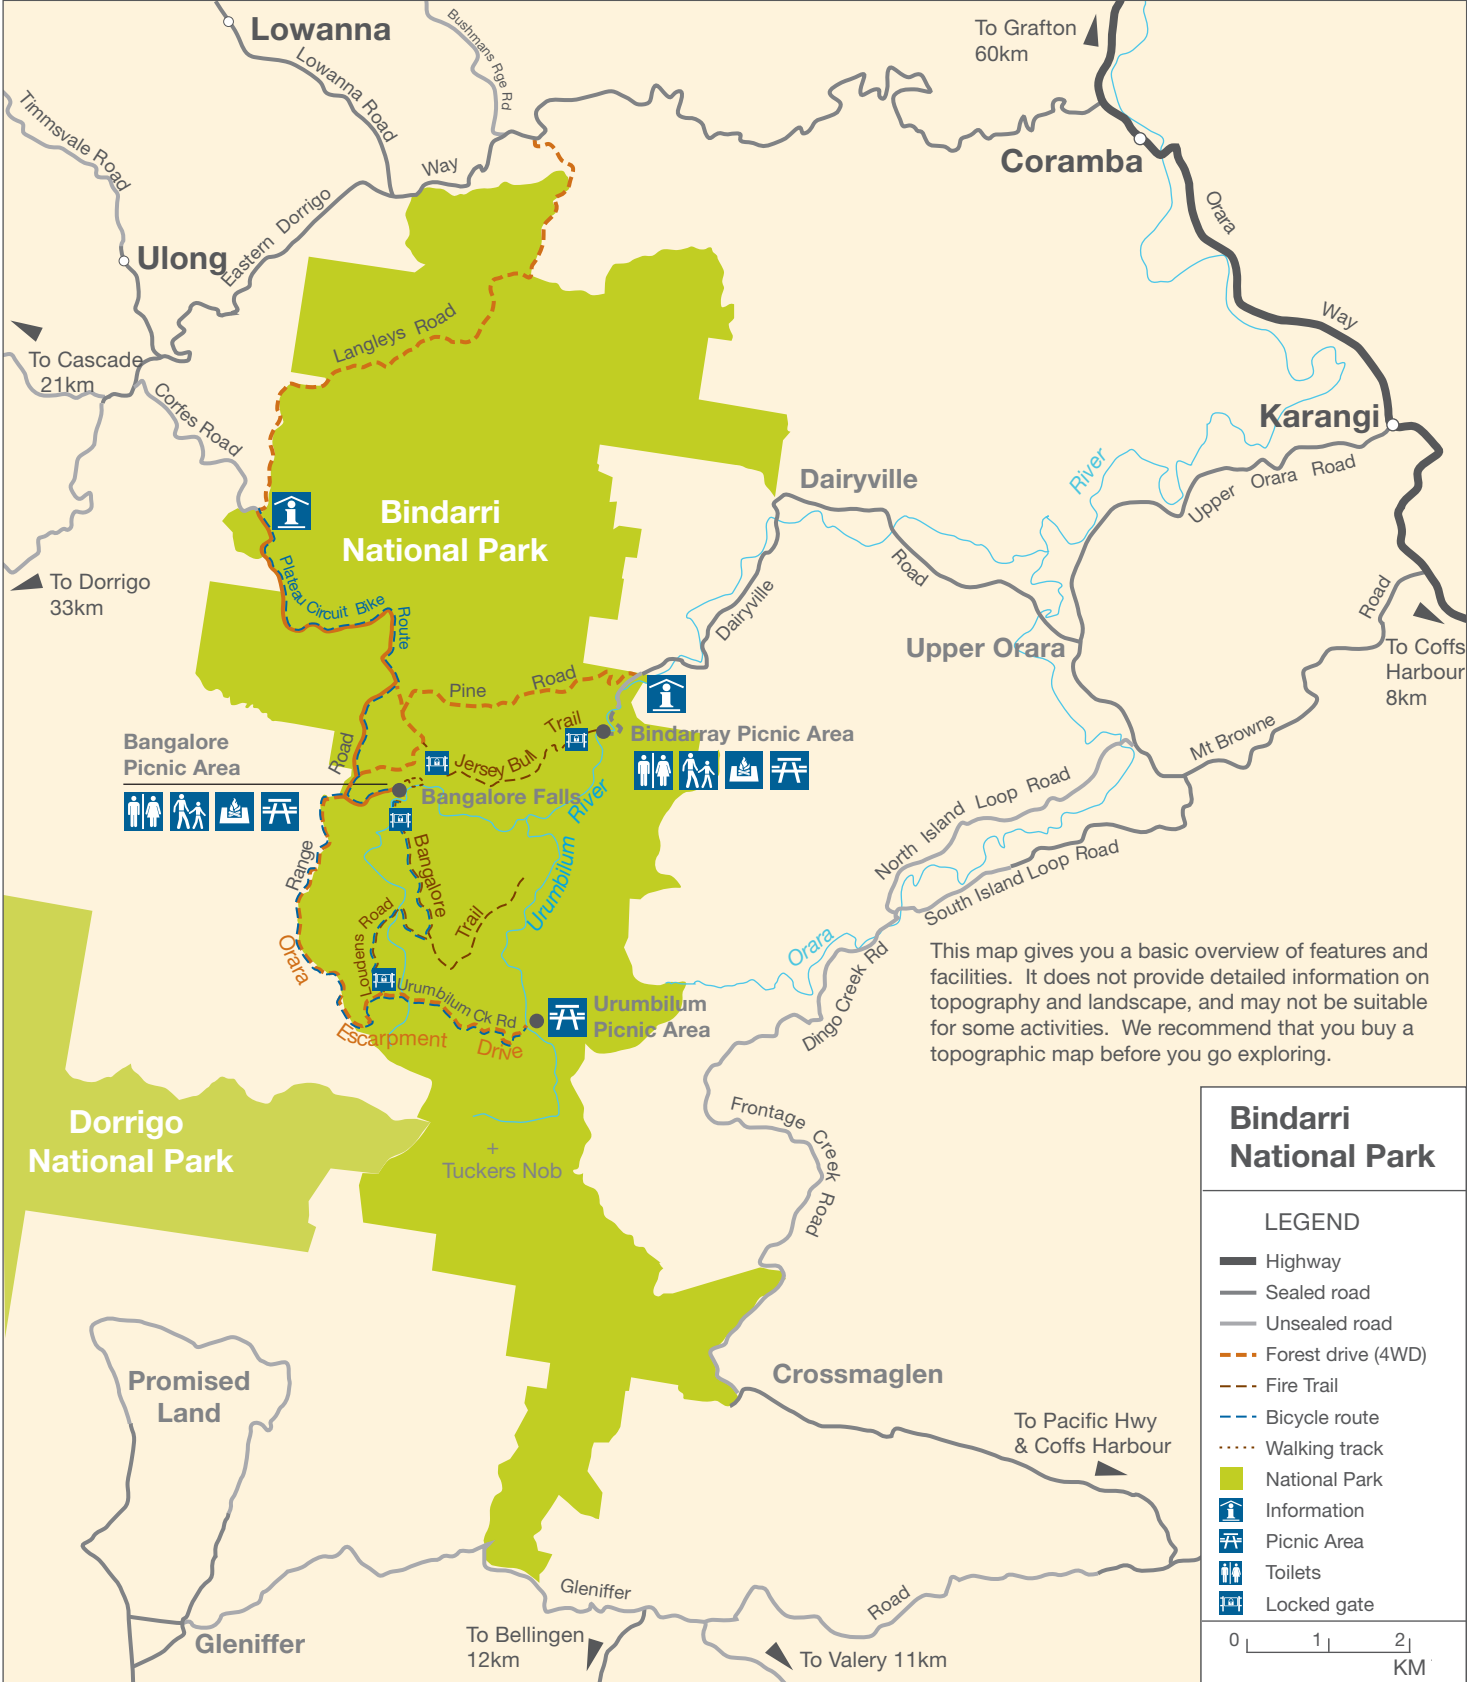 Lowanna
Bushmans Rge Rd
To Grafton
60km
Lowanna Road
Timmsvale Road
Way
Coramba
Orara
Ulong
Eastern Dorrigo
Way
Langleys Road
To Cascade
21km
Corfes Road
Karangi
River
Upper Orara Road
Dairyville
Bindarri
National Park
Road
To Dorrigo
33km
Plateau Circuit Bike
Route
Dairyville
Road
Upper Orara
To Coffs
Harbour
8km
Pine Road
Trail
Bindarray Picnic Area
Bangalore
Picnic Area
Road
Jersey Bull
Mt Browne
North Island Loop Road
Bangalore Falls
River
Urumbilum
Bangalore
Range
South Island Loop Road
Road
Trail
Loudens
Orara
Orara
Dingo Creek Rd
This map gives you a basic overview of features and
facilities. It does not provide detailed information on
topography and landscape, and may not be suitable
for some activities. We recommend that you buy a
topographic map before you go exploring.
Urumbilum Ck Rd
Urumbilum
Picnic Area
Escarpment
Drive
Dorrigo
National Park
Frontage Creek Road
Tuckers Nob
Bindarri
National Park
LEGEND
Highway
Sealed road
Unsealed road
Forest drive (4WD)
Fire Trail
Bicycle route
Walking track
National Park
Information
Picnic Area
Toilets
Locked gate
0 1 2
KM
Promised
Land
Crossmaglen
To Pacific Hwy
& Coffs Harbour
Gleniffer
Road
Gleniffer
To Bellingen
12km
To Valery 11km